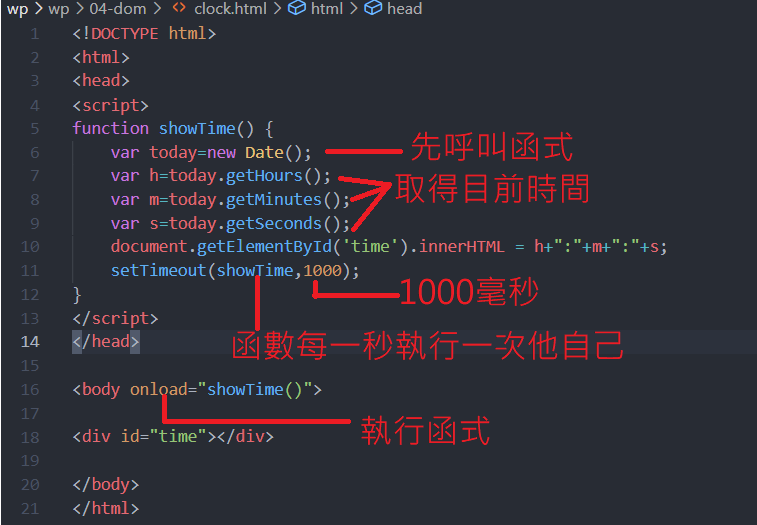 wp > wp > 04-dom > <> clock.html > html > head
1 <!DOCTYPE html>
2 <html>
3 <head>
4 <script>
5 function showTime() {
6 var today=new Date(); 先呼叫函式
7 var h=today.getHours();
8 var m=today.getMinutes(); 取得目前時間
9 var s=today.getSeconds();
10 document.getElementById('time').innerHTML = h+":"+m+":"+s;
11 setTimeout(showTime,1000);
12 } 1000毫秒
13 </script>
14 </head> 函數每一秒執行一次他自己
15
16 <body onload="showTime()">
17
18 <div id="time"></div> 執行函式
19
20 </body>
21 </html>